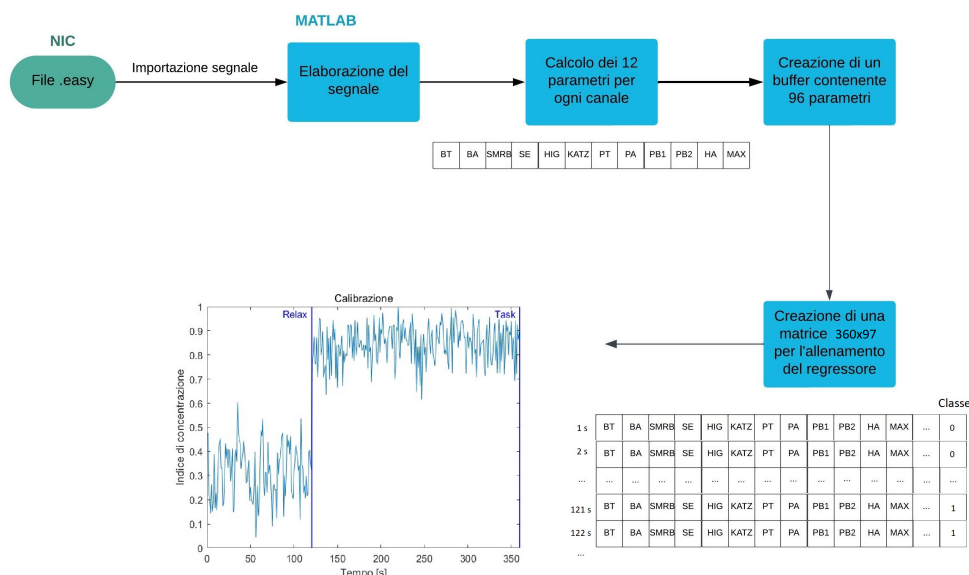 MATLAB
NIC
File .easy
Importazione segnale
Elaborazione del
segnale
Calcolo dei 12
parametri per
ogni canale
Creazione di un
buffer contenente
96 parametri
BT BA SMRB SE HIG KATZ PT PA PB1 PB2 HA MAX
Creazione di una
matrice 360x97
per l'allenamento
del regressore
Calibrazione
Relax
Task
Indice di concentrazione
1
0.9
0.8
0.7
0.6
0.5
0.4
0.3
0.2
0.1
0
0 50 100 150 200 250 300 350
Tempo [s]
Classe
1 s BT BA SMRB SE HIG KATZ PT PA PB1 PB2 HA MAX ... 0
2 s BT BA SMRB SE HIG KATZ PT PA PB1 PB2 HA MAX ... 0
... ... ... ... ... ... ... ... ... ... ... ... ... ... ...
121 s BT BA SMRB SE HIG KATZ PT PA PB1 PB2 HA MAX ... 1
122 s BT BA SMRB SE HIG KATZ PT PA PB1 PB2 HA MAX ... 1
...